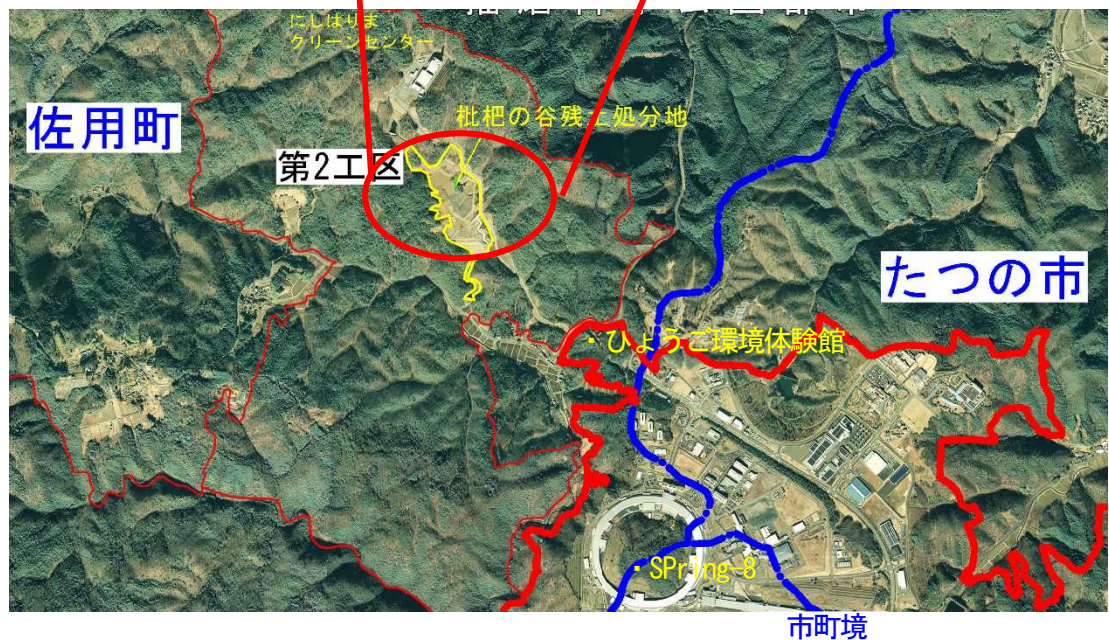 にしはりま
クリーンセンター
佐用町
枇杷の谷残土処分地
第2工区
たつの市
ひょうご環境体験館
SPring-8
市町境